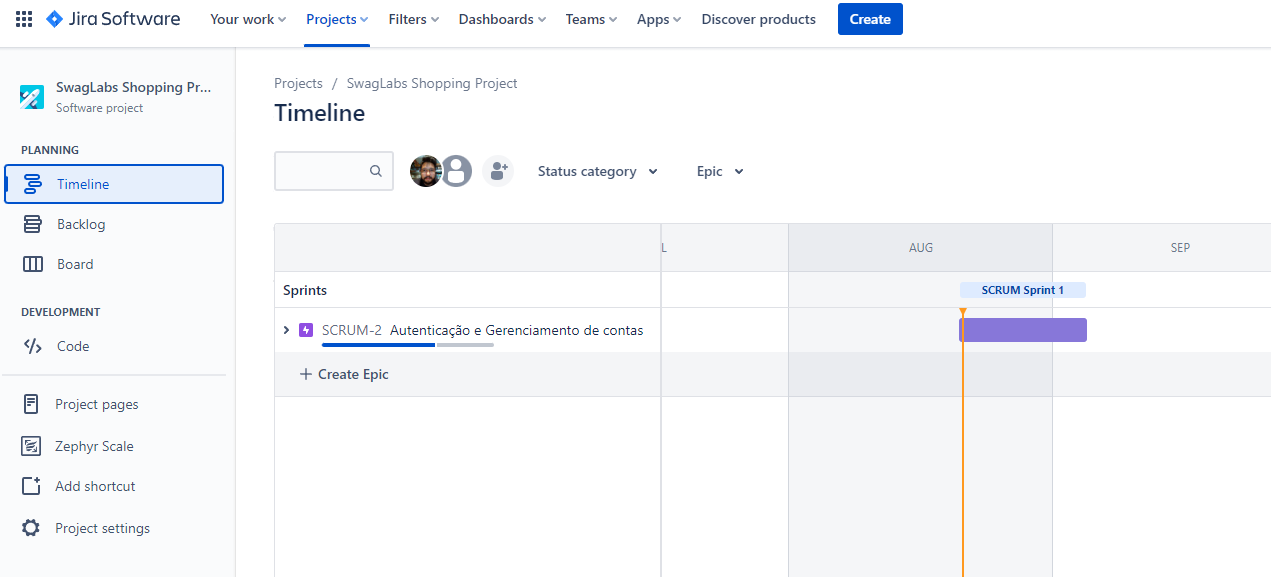 Jira Software Your work Projects Filters Dashboards Teams Apps Discover products Create
SwagLabs Shopping Pr...
Software project
PLANNING
Timeline
Backlog
Board
DEVELOPMENT
Code
Project pages
Zephyr Scale
Add shortcut
Project settings
Projects / SwagLabs Shopping Project
Timeline
Status category Epic
L AUG SEP
Sprints
SCRUM Sprint 1
SCRUM-2 Autenticação e Gerenciamento de contas
+ Create Epic